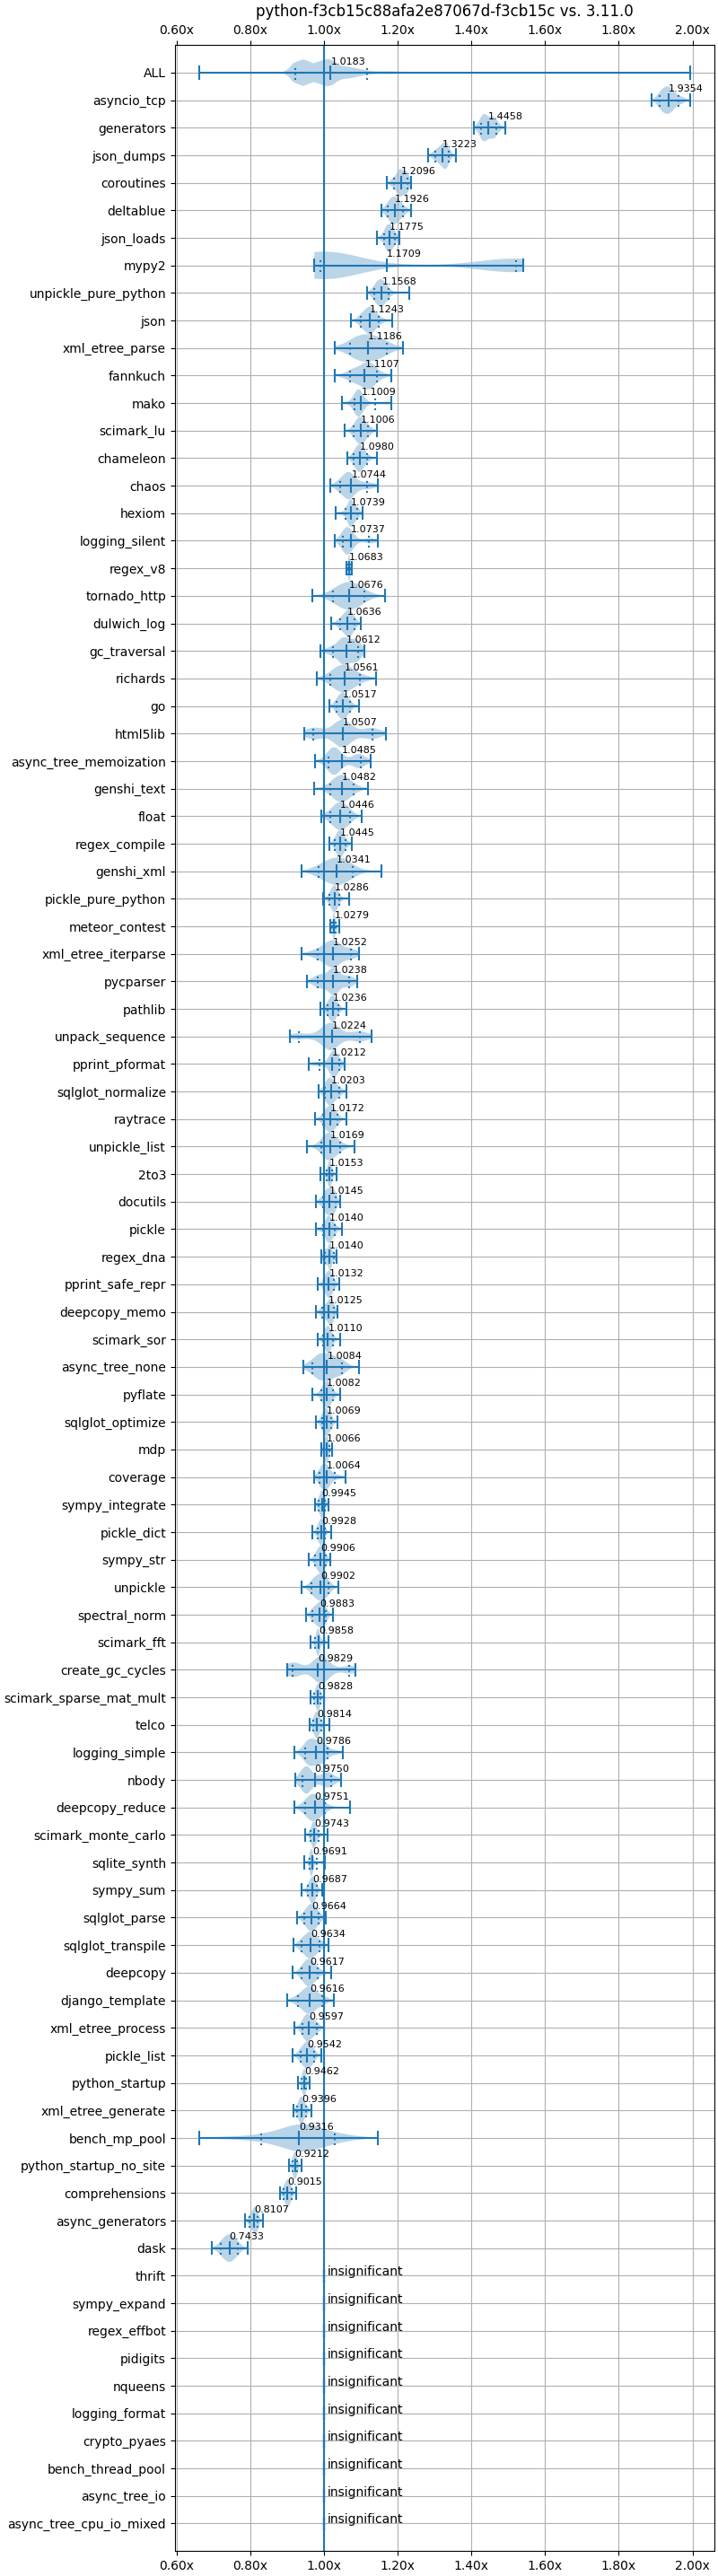 python-f3cb15c88afa2e87067d-f3cb15c vs. 3.11.0
0.60x 0.80x 1.00x 1.20x 1.40x 1.60x 1.80x 2.00x
ALL 1.0183
asyncio_tcp 1.9354
generators 1.4458
json_dumps 1.3223
coroutines 1.2096
deltablue 1.1926
json_loads 1.1775
mypy2 1.1709
unpickle_pure_python 1.1568
json 1.1243
xml_etree_parse 1.1186
fannkuch 1.1107
mako 1.1009
scimark_lu 1.1006
chameleon 1.0980
chaos 1.0744
hexiom 1.0739
logging_silent 1.0737
regex_v8 1.0683
tornado_http 1.0676
dulwich_log 1.0636
gc_traversal 1.0612
richards 1.0561
go 1.0517
html5lib 1.0507
async_tree_memoization 1.0485
genshi_text 1.0482
float 1.0446
regex_compile 1.0445
genshi_xml 1.0341
pickle_pure_python 1.0286
meteor_contest 1.0279
xml_etree_iterparse 1.0252
pycparser 1.0238
pathlib 1.0236
unpack_sequence 1.0224
pprint_pformat 1.0212
sqlglot_normalize 1.0203
raytrace 1.0172
unpickle_list 1.0169
2to3 1.0153
docutils 1.0145
pickle 1.0140
regex_dna 1.0140
pprint_safe_repr 1.0132
deepcopy_memo 1.0125
scimark_sor 1.0110
async_tree_none 1.0084
pyflate 1.0082
sqlglot_optimize 1.0069
mdp 1.0066
coverage 1.0064
sympy_integrate 0.9945
pickle_dict 0.9928
sympy_str 0.9906
unpickle 0.9902
spectral_norm 0.9883
scimark_fft 0.9858
create_gc_cycles 0.9829
scimark_sparse_mat_mult 0.9828
telco 0.9814
logging_simple 0.9786
nbody 0.9750
deepcopy_reduce 0.9751
scimark_monte_carlo 0.9743
sqlite_synth 0.9691
sympy_sum 0.9687
sqlglot_parse 0.9664
sqlglot_transpile 0.9634
deepcopy 0.9617
django_template 0.9616
xml_etree_process 0.9597
pickle_list 0.9542
python_startup 0.9462
xml_etree_generate 0.9396
bench_mp_pool 0.9316
python_startup_no_site 0.9212
comprehensions 0.9015
async_generators 0.8107
dask 0.7433
thrift insignificant
sympy_expand insignificant
regex_effbot insignificant
pidigits insignificant
nqueens insignificant
logging_format insignificant
crypto_pyaes insignificant
bench_thread_pool insignificant
async_tree_io insignificant
async_tree_cpu_io_mixed insignificant
0.60x 0.80x 1.00x 1.20x 1.40x 1.60x 1.80x 2.00x